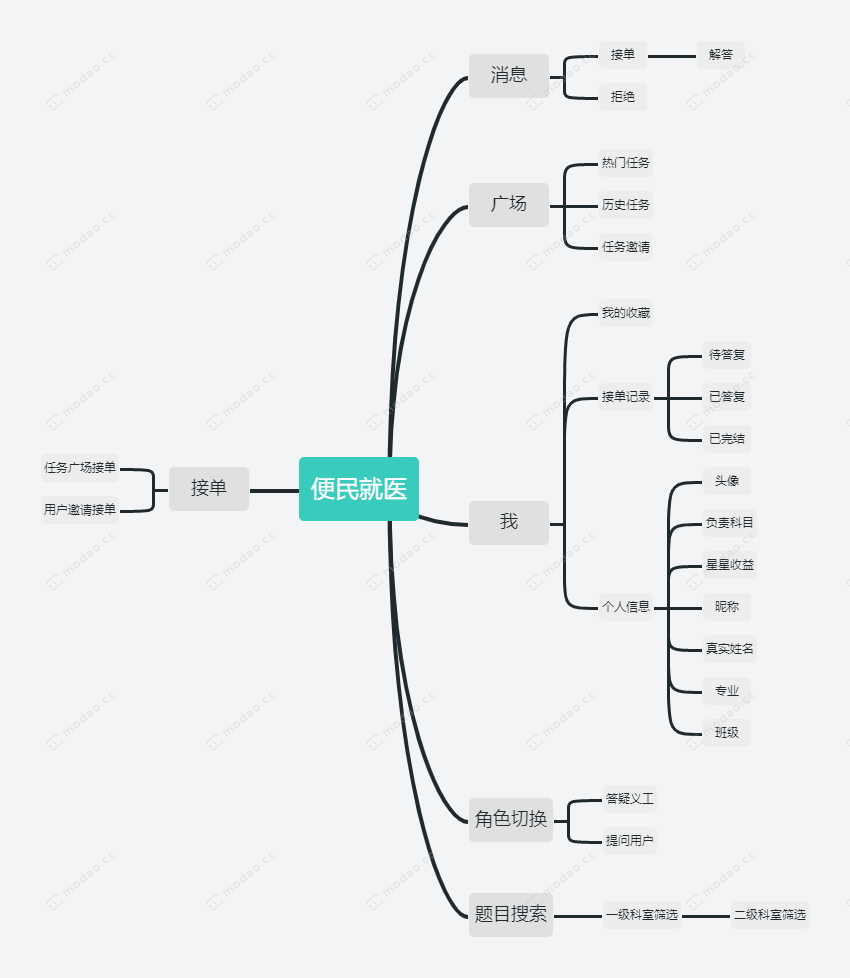 消息
接单
解答
拒绝
广场
热门任务
历史任务
任务邀请
我
我的收藏
接单记录
待答复
已答复
已完结
个人信息
头像
负责科目
星星收益
昵称
真实姓名
专业
班级
便民就医
接单
任务广场接单
用户邀请接单
角色切换
答疑义工
提问用户
题目搜索
一级科室筛选
二级科室筛选
modao.cc